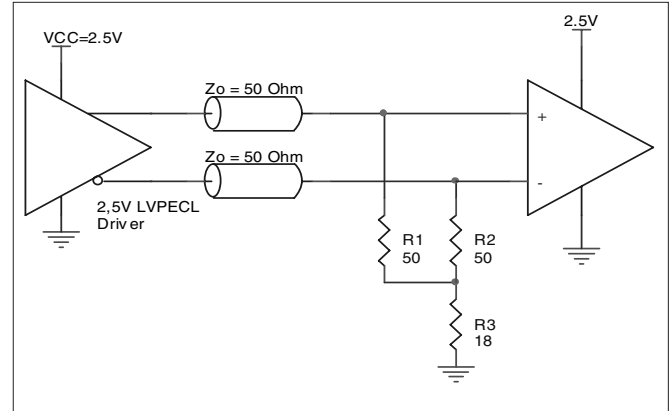 VCC=2.5V
2.5V
Zo = 50 Ohm
+
Zo = 50 Ohm
-
2,5V LVPECL
Driver
R1
50
R2
50
R3
18